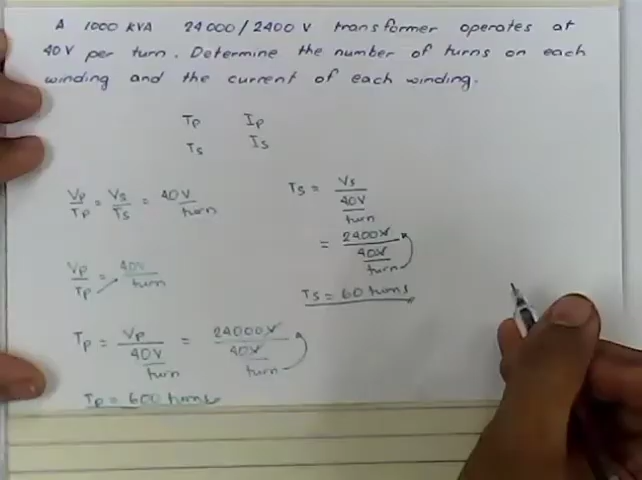 A 1000 KVA 24000/2400 V transformer operates at
40V per turn. Determine the number of turns on each
winding and the current of each winding.
Tp Ip
Ts Is
Vp/Tp = Vs/Ts = 40V/turn
Vp/Tp = 40V/turn
Tp = Vp/(40V/turn) = 24000V/(40V/turn)
Tp = 600 turns
Ts = Vs/(40V/turn)
= 2400V/(40V/turn)
Ts = 60 turns